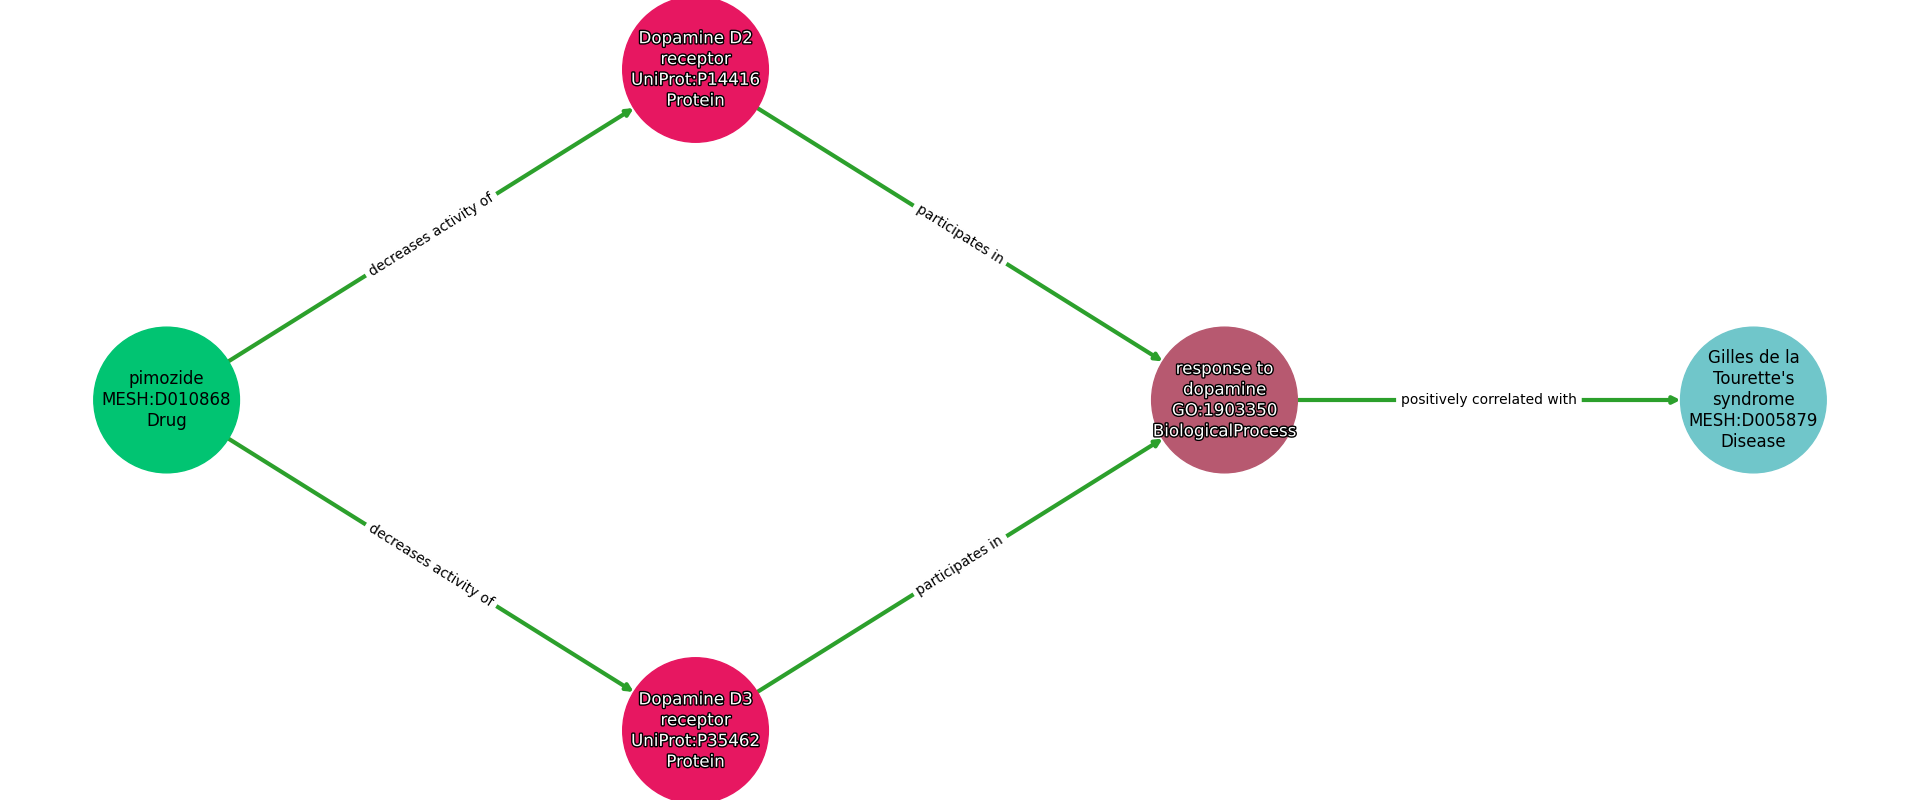 Dopamine D2
receptor
UniProt:P14416
Protein
decreases activity of
participates in
pimozide
MESH:D010868
Drug
response to
dopamine
GO:1903350
BiologicalProcess
positively correlated with
Gilles de la
Tourette's
syndrome
MESH:D005879
Disease
decreases activity of
participates in
Dopamine D3
receptor
UniProt:P35462
Protein